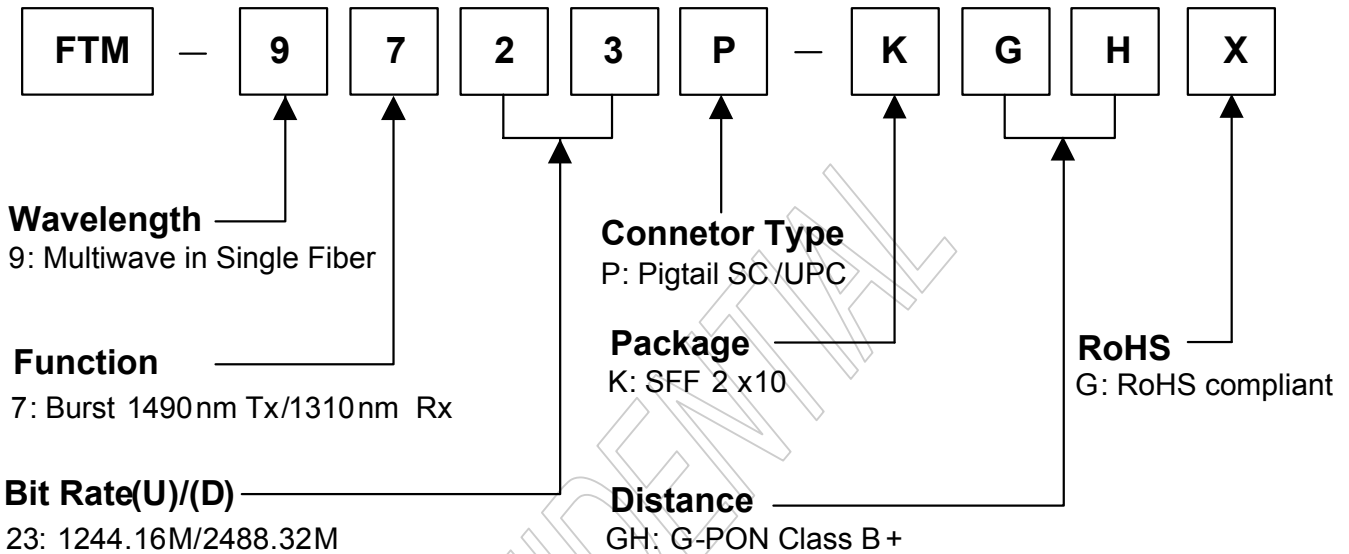 FTM – 9 7 2 3 P – K G H X
Wavelength
9: Multiwave in Single Fiber
Function
7: Burst 1490nm Tx/1310nm Rx
Bit Rate(U)/(D)
23: 1244.16M/2488.32M
Connetor Type
P: Pigtail SC/UPC
Package
K: SFF 2 x10
Distance
GH: G-PON Class B+
RoHS
G: RoHS compliant